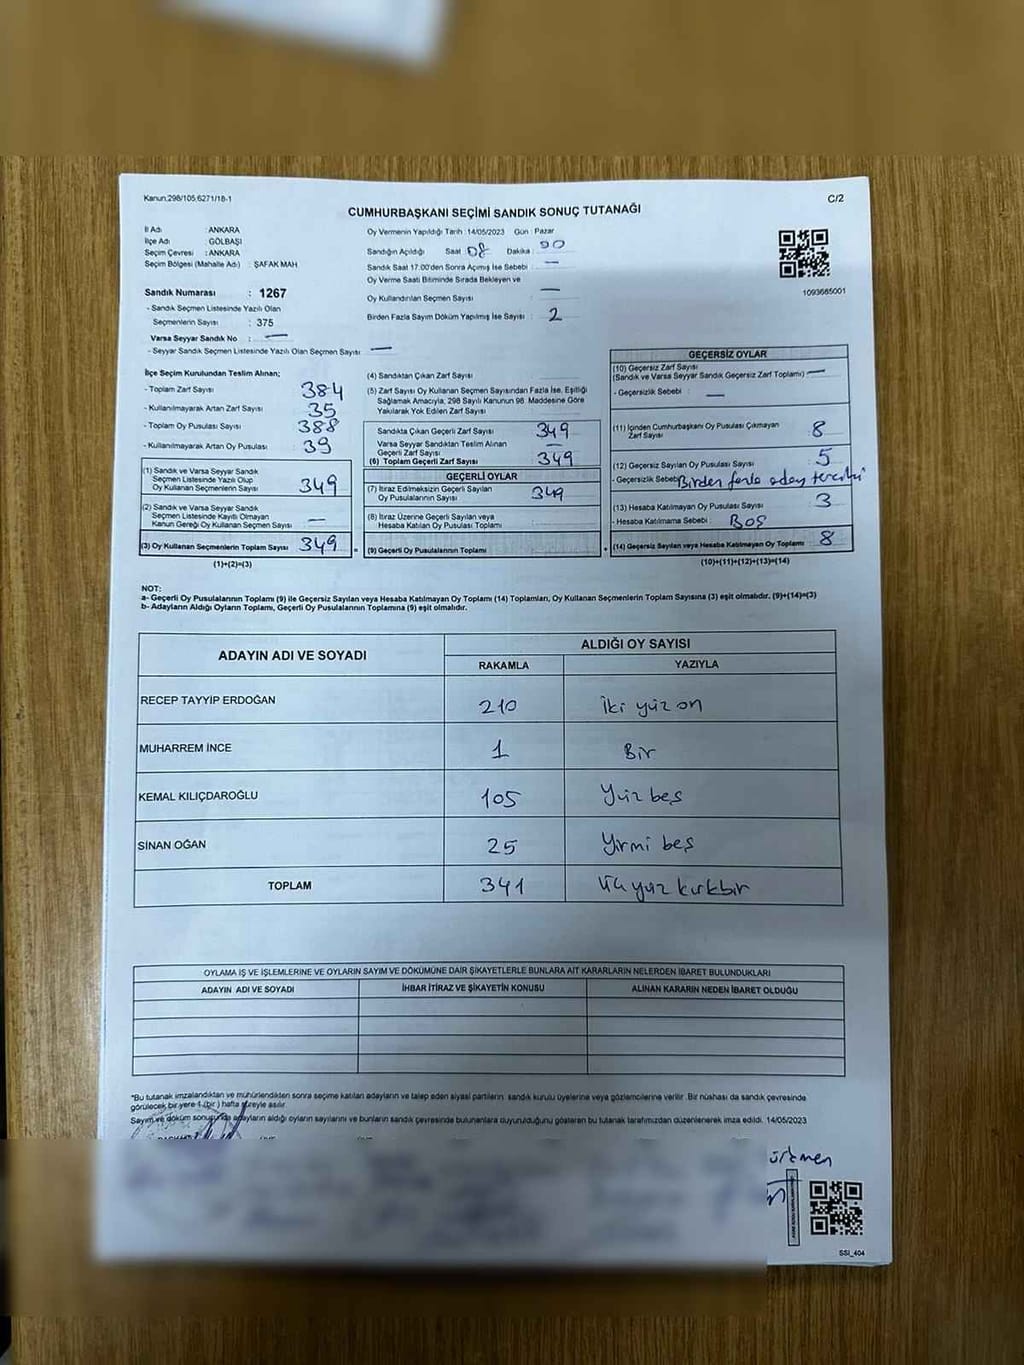 Kanun:298/105;6271/18-1
C/2
CUMHURBAŞKANI SEÇİMİ SANDIK SONUÇ TUTANAĞI
İl Adı : ANKARA
İlçe Adı : GÖLBAŞI
Seçim Çevresi : ANKARA
Seçim Bölgesi (Mahalle Adı) : ŞAFAK MAH
Sandık Numarası : 1267
- Sandık Seçmen Listesinde Yazılı Olan
Seçmenlerin Sayısı : 375
Varsa Seyyar Sandık No : —
- Seyyar Sandık Seçmen Listesinde Yazılı Olan Seçmen Sayısı : —
Oy Vermenin Yapıldığı Tarih : 14/05/2023 Gün : Pazar
Sandığın Açıldığı Saat : 08 Dakika :
Sandık Saat 17.00'den Sonra Açılmış İse Sebebi : —
Oy Verme Saati Bitiminde Sırada Bekleyen ve
Oy Kullandırılan Seçmen Sayısı : —
Birden Fazla Sayım Döküm Yapılmış İse Sayısı : 2
1093665001
İlçe Seçim Kurulundan Teslim Alınan;
- Toplam Zarf Sayısı : 384
- Kullanılmayarak Artan Zarf Sayısı : 35
- Toplam Oy Pusulası Sayısı : 388
- Kullanılmayarak Artan Oy Pusulası : 39
(1) Sandık ve Varsa Seyyar Sandık
Seçmen Listesinde Yazılı Olup
Oy Kullanan Seçmenlerin Sayısı : 349
(2) Sandık ve Varsa Seyyar Sandık
Seçmen Listesinde Kayıtlı Olmayan
Kanun Gereği Oy Kullanan Seçmen Sayısı : —
(3) Oy Kullanan Seçmenlerin Toplam Sayısı : 349
(1)+(2)=(3)
(4) Sandıktan Çıkan Zarf Sayısı :
(5) Zarf Sayısı Oy Kullanan Seçmen Sayısından Fazla İse, Eşitliği
Sağlamak Amacıyla, 298 Sayılı Kanunun 98. Maddesine Göre
Yakılarak Yok Edilen Zarf Sayısı :
Sandıkta Çıkan Geçerli Zarf Sayısı : 349
Varsa Seyyar Sandıktan Teslim Alınan
Geçerli Zarf Sayısı : —
(6) Toplam Geçerli Zarf Sayısı : 349
GEÇERLİ OYLAR
(7) İtiraz Edilmeksizin Geçerli Sayılan
Oy Pusulalarının Sayısı : 349
(8) İtiraz Üzerine Geçerli Sayılan veya
Hesaba Katılan Oy Pusulası Toplamı :
(9) Geçerli Oy Pusulalarının Toplamı :
GEÇERSİZ OYLAR
(10) Geçersiz Zarf Sayısı
(Sandık ve Varsa Seyyar Sandık Geçersiz Zarf Toplamı) : —
- Geçersizlik Sebebi : —
(11) İçinden Cumhurbaşkanı Oy Pusulası Çıkmayan
Zarf Sayısı : 8
(12) Geçersiz Sayılan Oy Pusulası Sayısı : 5
- Geçersizlik Sebebi : Birden fazla aday tercihi
(13) Hesaba Katılmayan Oy Pusulası Sayısı : 3
- Hesaba Katılmama Sebebi : Boş
(14) Geçersiz Sayılan veya Hesaba Katılmayan Oy Toplamı : 8
(10)+(11)+(12)+(13)=(14)
NOT:
a- Geçerli Oy Pusulalarının Toplamı (9) ile Geçersiz Sayılan veya Hesaba Katılmayan Oy Toplamı (14) Toplamları, Oy Kullanan Seçmenlerin Toplam Sayısına (3) eşit olmalıdır. (9)+(14)=(3)
b- Adayların Aldığı Oyların Toplamı, Geçerli Oy Pusulalarının Toplamına (9) eşit olmalıdır.
ADAYIN ADI VE SOYADI
ALDIĞI OY SAYISI
RAKAMLA YAZIYLA
RECEP TAYYİP ERDOĞAN 210 İki yüz on
MUHARREM İNCE 1 Bir
KEMAL KILIÇDAROĞLU 105 Yüz beş
SİNAN OĞAN 25 Yirmi beş
TOPLAM 341 Üç yüz kırkbir
OYLAMA İŞ VE İŞLEMLERİNE VE OYLARIN SAYIM VE DÖKÜMÜNE DAİR ŞİKAYETLERLE BUNLARA AİT KARARLARIN NELERDEN İBARET BULUNDUKLARI
ADAYIN ADI VE SOYADI İHBAR İTİRAZ VE ŞİKAYETİN KONUSU ALINAN KARARIN NEDEN İBARET OLDUĞU
"Bu tutanak imzalandıktan ve mühürlendikten sonra seçime katılan adayların ve talep eden siyasi partilerin sandık kurulu üyelerine veya gözlemcilerine verilir. Bir nüshası da sandık çevresinde
görülecek bir yere 1 (bir) hafta süreyle asılır.
Sayım ve döküm sonucunda adayların aldığı oyların sayılarını ve bunların sandık çevresinde bulunanlara duyurulduğunu gösteren bu tutanak tarafımızdan düzenlenerek imza edildi. 14/05/2023
SSI_404